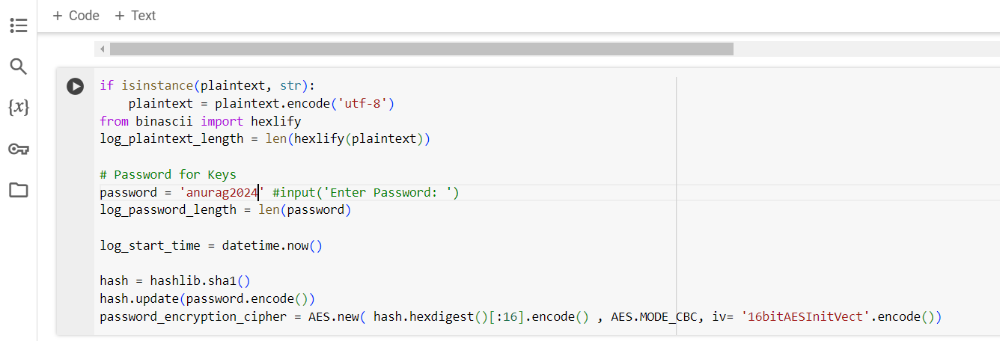 + Code + Text
{x}
if isinstance(plaintext, str):
    plaintext = plaintext.encode('utf-8')
from binascii import hexlify
log_plaintext_length = len(hexlify(plaintext))
# Password for Keys
password = 'anurag2024' #input('Enter Password: ')
log_password_length = len(password)
log_start_time = datetime.now()
hash = hashlib.sha1()
hash.update(password.encode())
password_encryption_cipher = AES.new( hash.hexdigest()[:16].encode() , AES.MODE_CBC, iv= '16bitAESInitVect'.encode())